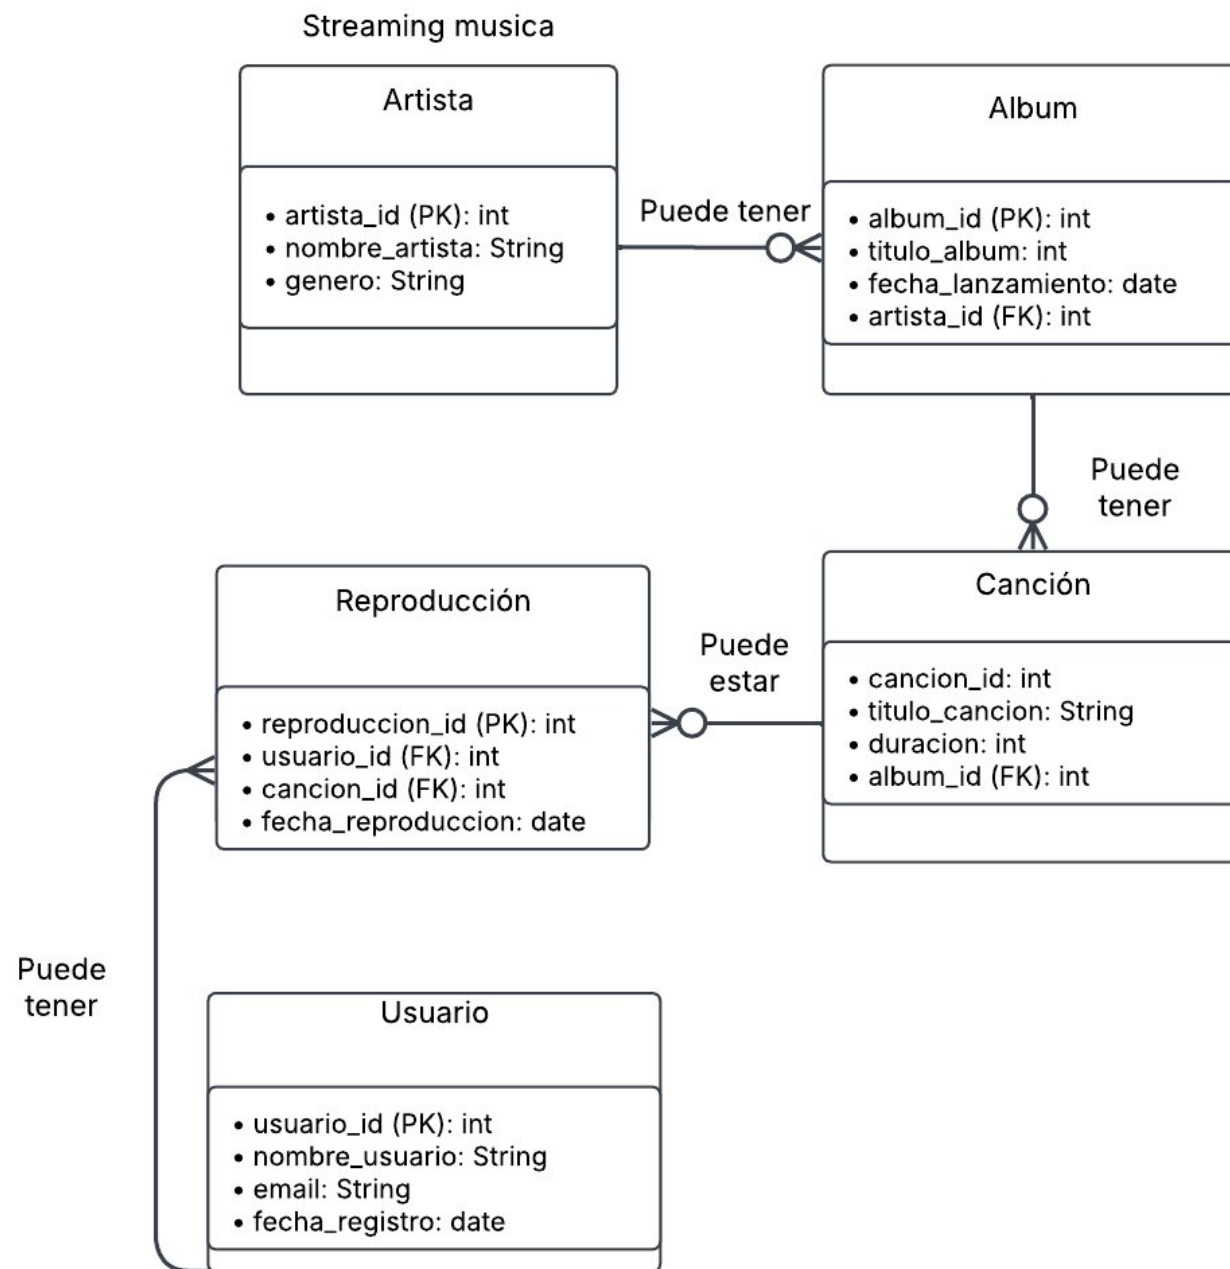 Streaming musica
Artista
• artista_id (PK): int
• nombre_artista: String
• genero: String
Puede tener
Album
• album_id (PK): int
• titulo_album: int
• fecha_lanzamiento: date
• artista_id (FK): int
Puede
tener
Canción
• cancion_id: int
• titulo_cancion: String
• duracion: int
• album_id (FK): int
Puede
estar
Reproducción
• reproduccion_id (PK): int
• usuario_id (FK): int
• cancion_id (FK): int
• fecha_reproduccion: date
Puede
tener
Usuario
• usuario_id (PK): int
• nombre_usuario: String
• email: String
• fecha_registro: date